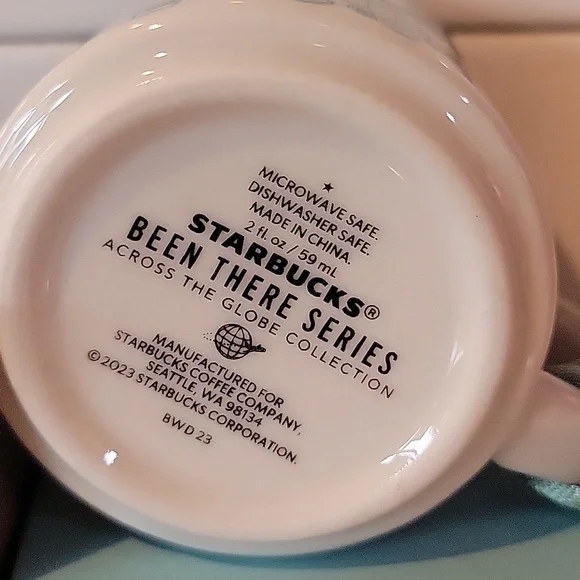 MICROWAVE SAFE.
DISHWASHER SAFE.
MADE IN CHINA.
2 fl. oz / 59 mL
STARBUCKS®
BEEN THERE SERIES
ACROSS THE GLOBE COLLECTION
MANUFACTURED FOR
STARBUCKS COFFEE COMPANY,
SEATTLE, WA 98134
©2023 STARBUCKS CORPORATION.
BWD 23